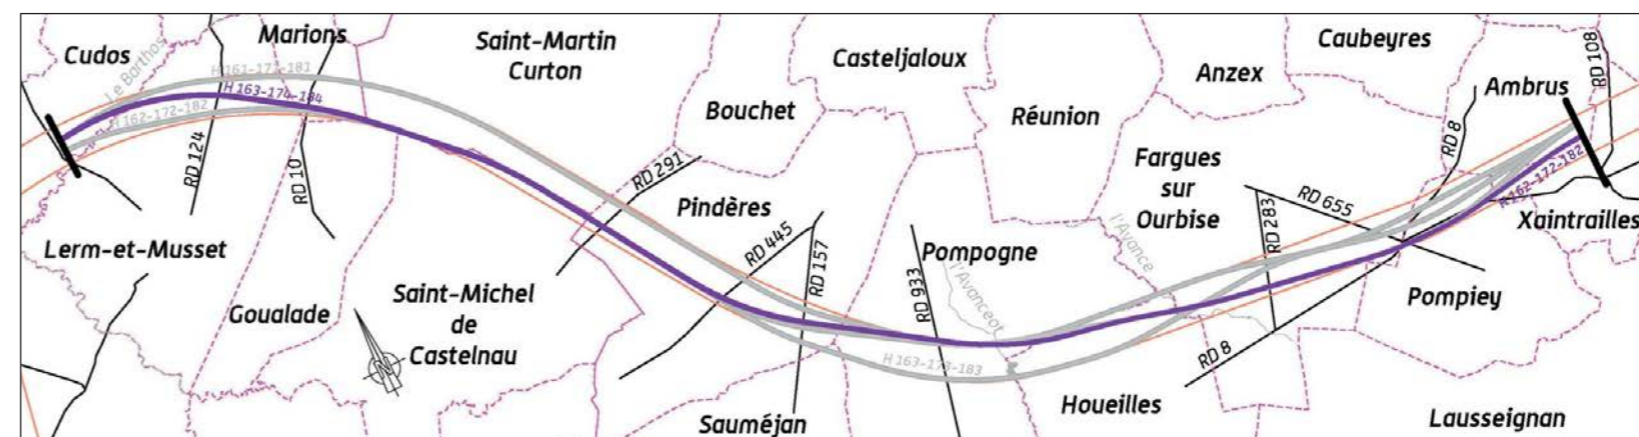 Cudos
Le Barthos
Marions
Saint-Martin
Curton
Casteljaloux
Caubeyres
RD 108
H 161-171-181
H 163-174-184
H 162-172-182
Bouchet
Réunion
Anzex
Ambrus
RD 124
RD 10
RD 291
RD 8
Fargues
sur
Ourbise
RD 655
H 162-172-182
Lerm-et-Musset
Pindères
RD 445
RD 157
Pompogne
RD 933
l'Avance
l'Avanceot
RD 283
Xaintrailles
Goualade
Saint-Michel
de
Castelnau
N
H 163-173-183
Pompiey
RD 8
Houeilles
Sauméjan
Lausseignan